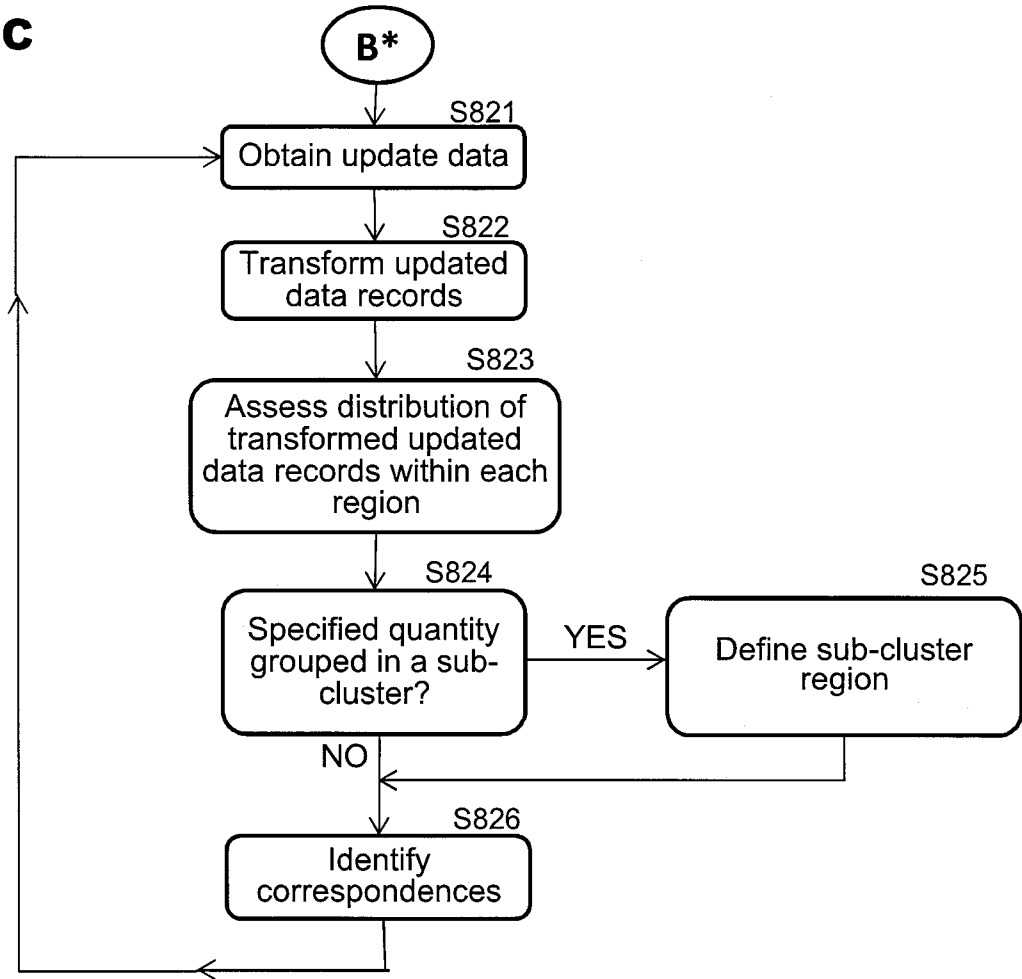 c
B*
S821
Obtain update data
S822
Transform updated
data records
S823
Assess distribution of
transformed updated
data records within each
region
S824
Specified quantity
grouped in a sub-
cluster?
YES
S825
Define sub-cluster
region
NO
S826
Identify
correspondences